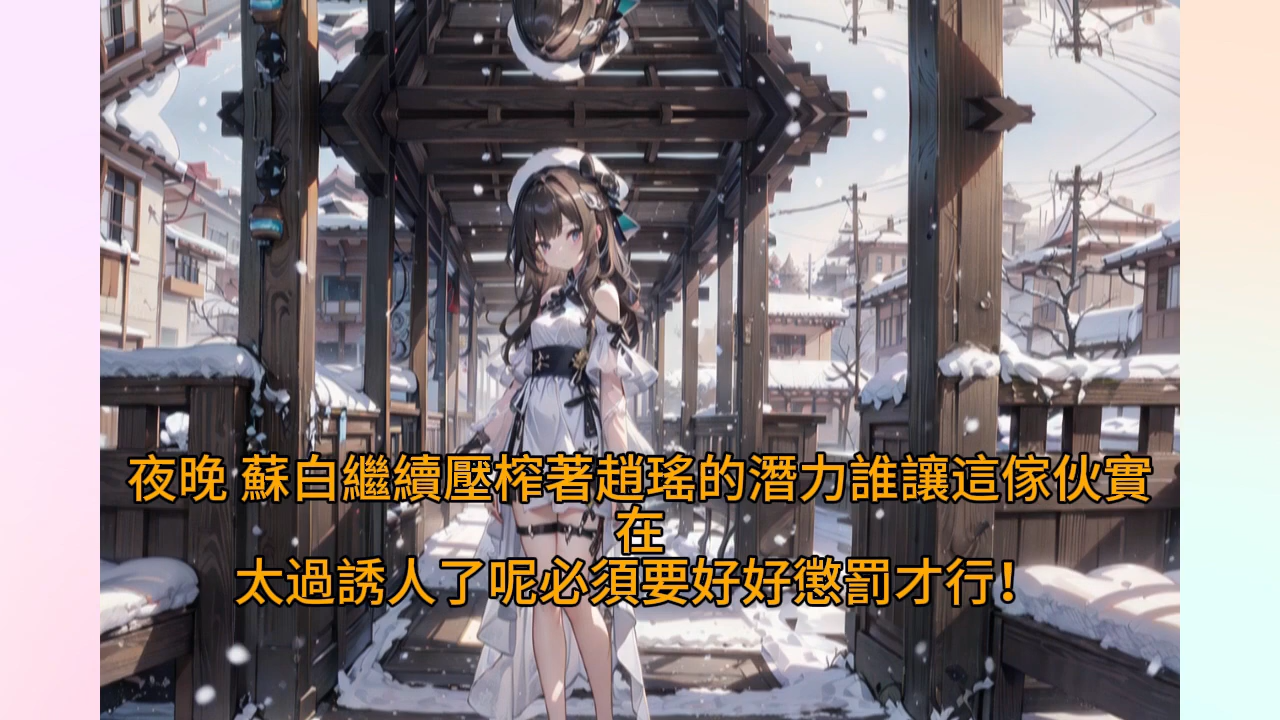 夜晚 蘇白繼續壓榨著趙瑤的潛力誰讓這傢伙實
在
太過誘人了呢必須要好好懲罰才行！